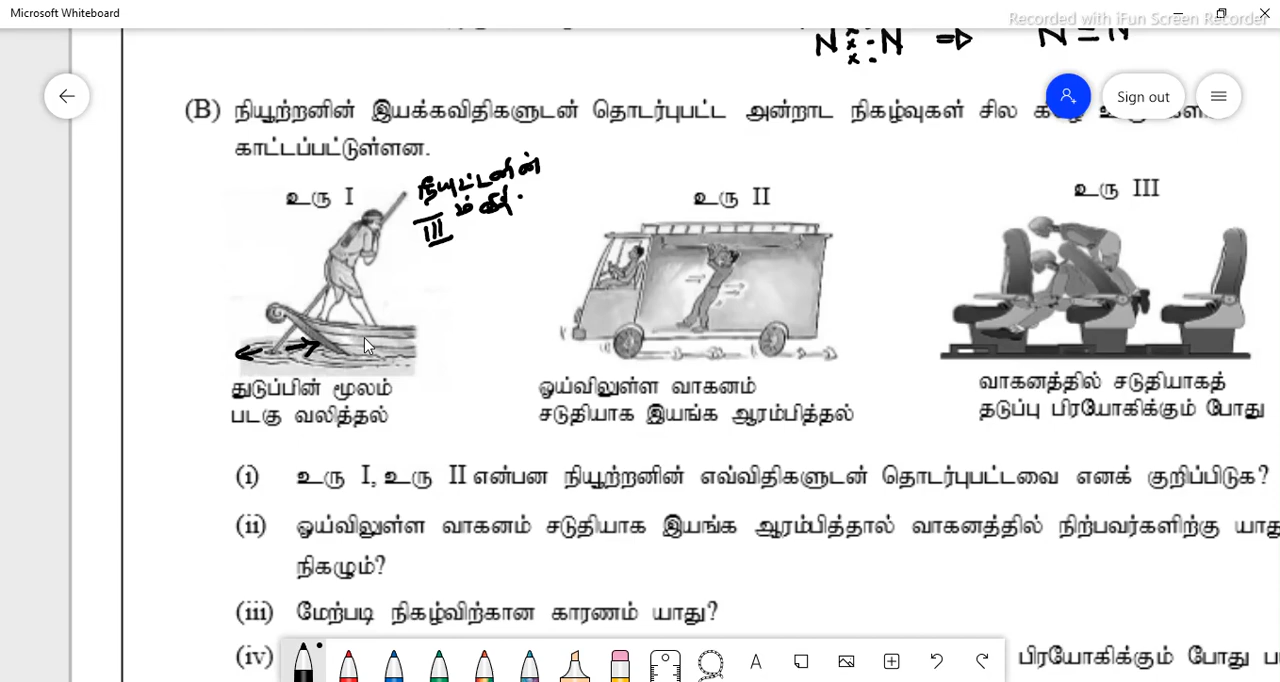 Microsoft Whiteboard
Recorded with iFun Screen Recorder
N N ⇒ N ≡ N
Sign out
(B) நியூற்றனின் இயக்கவிதிகளுடன் தொடர்புபட்ட அன்றாட நிகழ்வுகள் சில
காட்டப்பட்டுள்ளன.
உரு I
நியுட்டனின்
III ம் விதி.
உரு II
உரு III
துடுப்பின் மூலம்
படகு வலித்தல்
ஓய்விலுள்ள வாகனம்
சடுதியாக இயங்க ஆரம்பித்தல்
வாகனத்தில் சடுதியாகத்
தடுப்பு பிரயோகிக்கும் போது
(i) உரு I, உரு II என்பன நியூற்றனின் எவ்விதிகளுடன் தொடர்புபட்டவை எனக் குறிப்பிடுக?
(ii) ஓய்விலுள்ள வாகனம் சடுதியாக இயங்க ஆரம்பித்தால் வாகனத்தில் நிற்பவர்களிற்கு
நிகழும்?
(iii) மேற்படி நிகழ்விற்கான காரணம் யாது?
(iv) பிரயோகிக்கும் போது